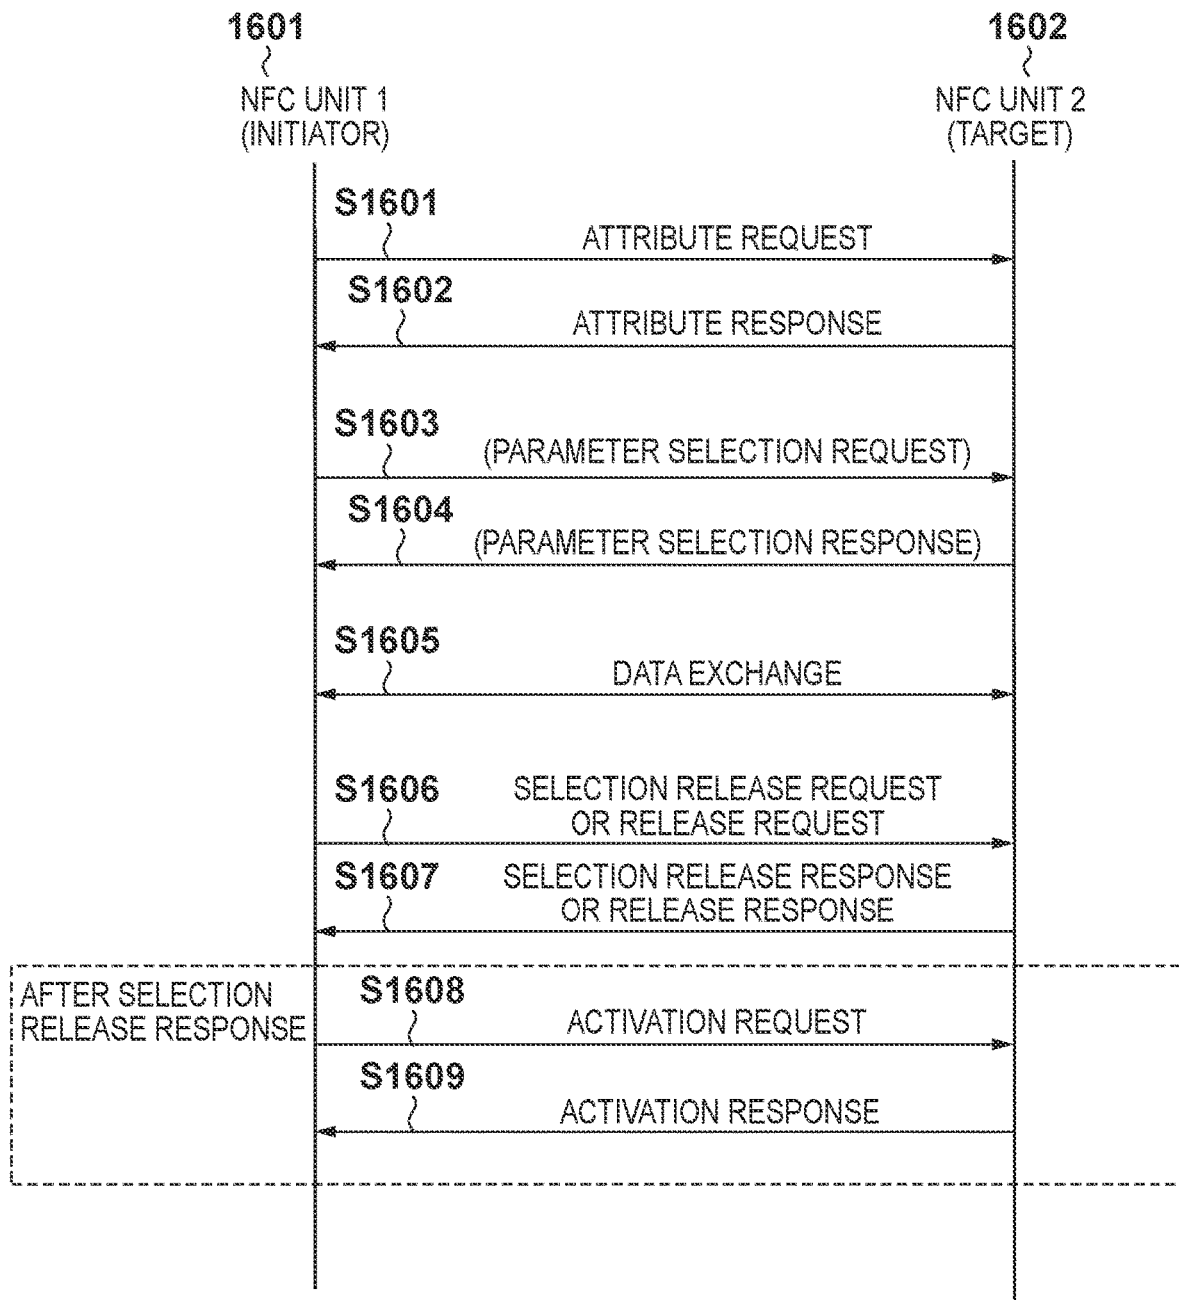 1601
1602
NFC UNIT 1
(INITIATOR)
NFC UNIT 2
(TARGET)
S1601
ATTRIBUTE REQUEST
S1602
ATTRIBUTE RESPONSE
S1603
(PARAMETER SELECTION REQUEST)
S1604
(PARAMETER SELECTION RESPONSE)
S1605
DATA EXCHANGE
S1606
SELECTION RELEASE REQUEST
OR RELEASE REQUEST
S1607
SELECTION RELEASE RESPONSE
OR RELEASE RESPONSE
AFTER SELECTION
RELEASE RESPONSE
S1608
ACTIVATION REQUEST
S1609
ACTIVATION RESPONSE